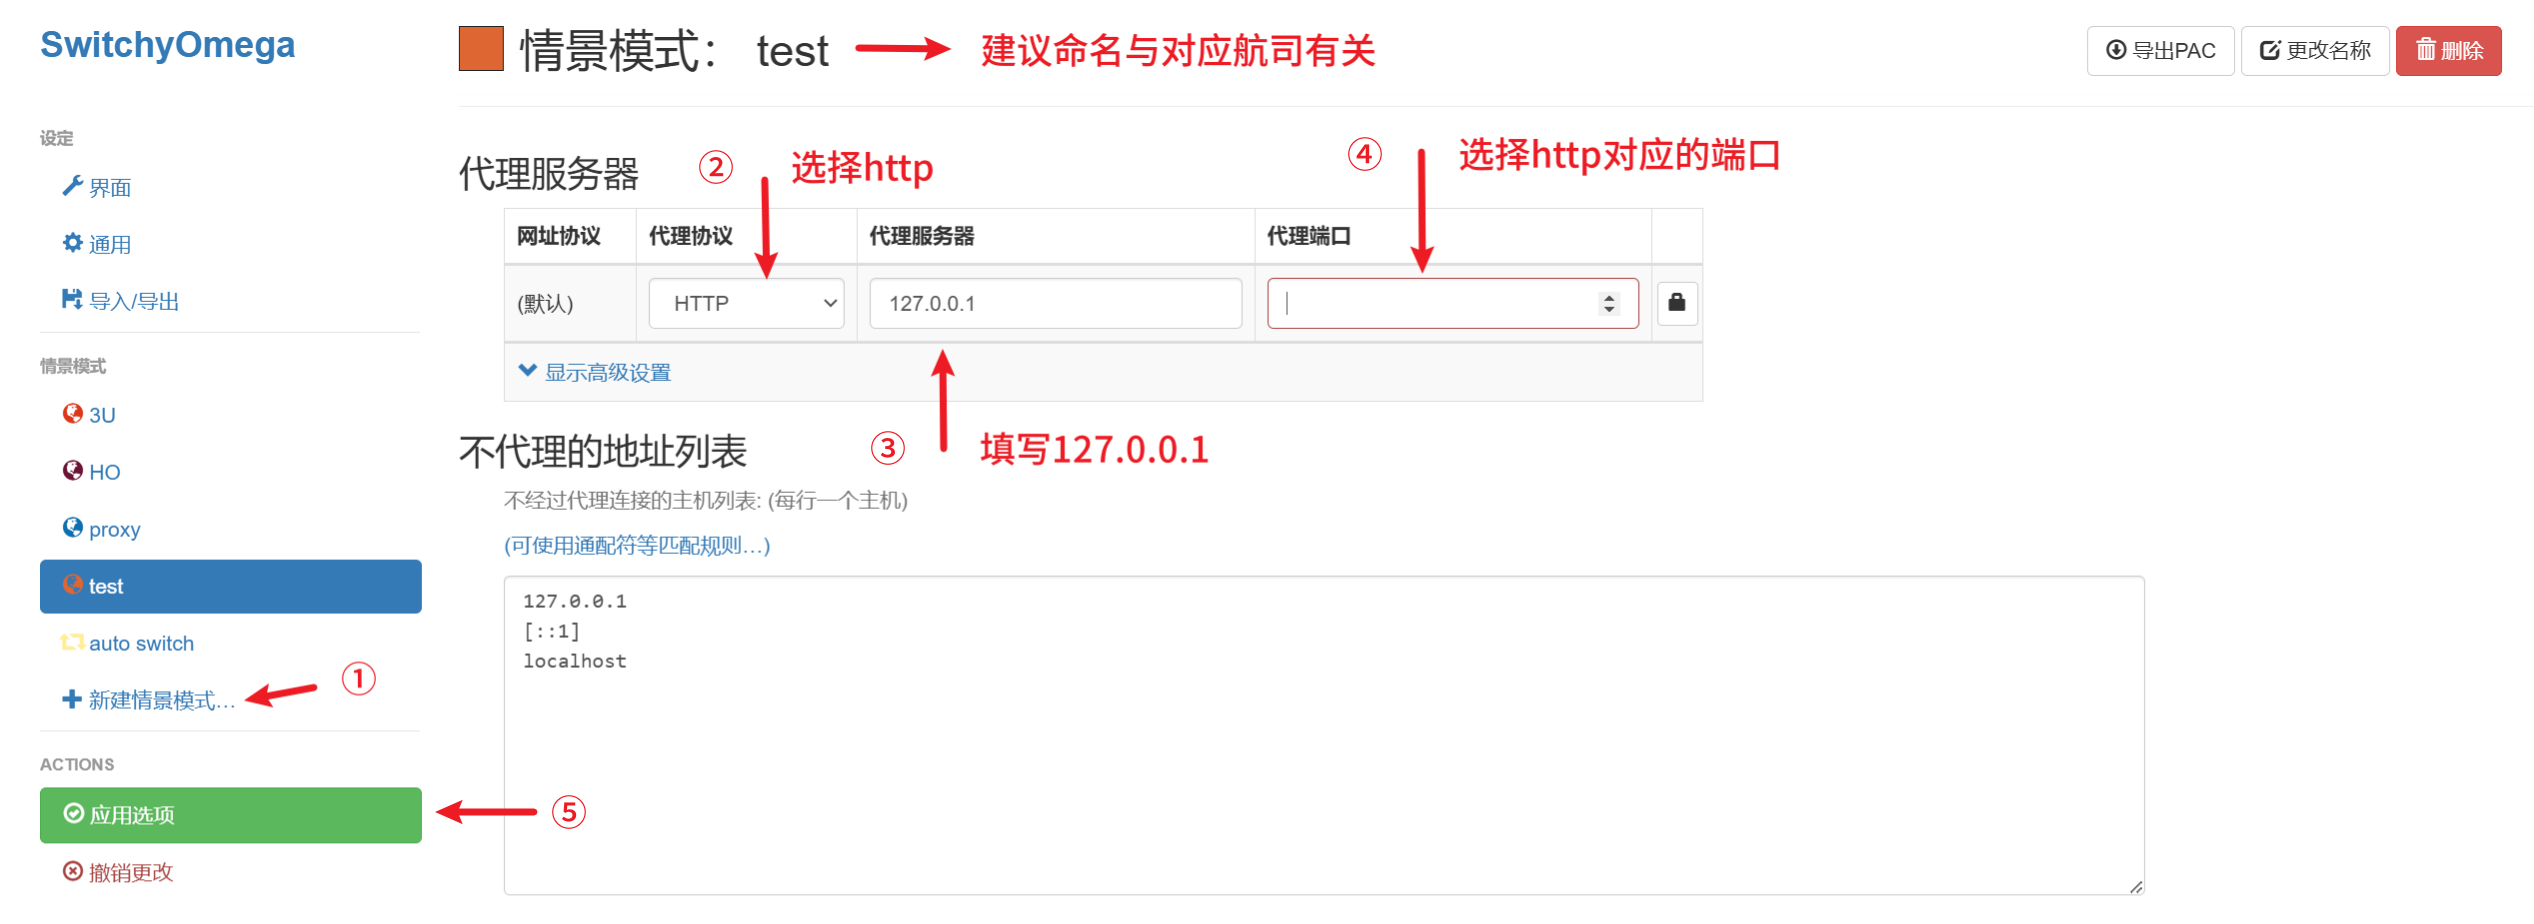 SwitchyOmega
设定
界面
通用
导入/导出
情景模式
3U
HO
proxy
test
auto switch
新建情景模式...
①
ACTIONS
应用选项
⑤
撤销更改
情景模式： test
建议命名与对应航司有关
导出PAC
更改名称
删除
代理服务器
②
选择http
④
选择http对应的端口
网址协议 代理协议 代理服务器 代理端口
(默认) HTTP 127.0.0.1
显示高级设置
③
填写127.0.0.1
不代理的地址列表
不经过代理连接的主机列表: (每行一个主机)
(可使用通配符等匹配规则...)
127.0.0.1
[::1]
localhost